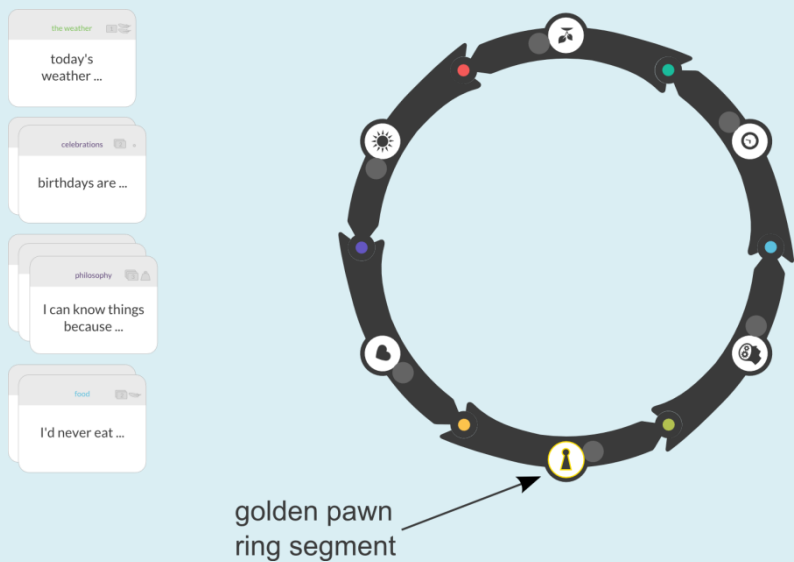 the weather
today's
weather ...
celebrations
birthdays are ...
philosophy
I can know things
because ...
food
I'd never eat ...
golden pawn
ring segment